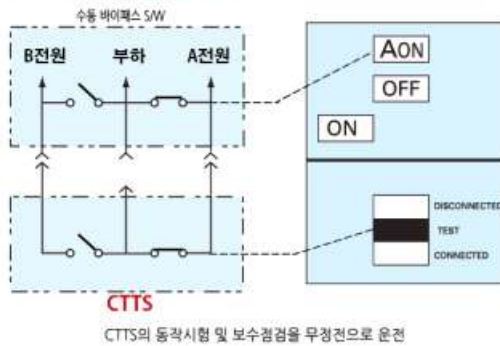 수동 바이패스 S/W
B전원 부하 A전원
AON
OFF
ON
DISCONNECTED
TEST
CONNECTED
CTTS
CTTS의 동작시험 및 보수점검을 무정전으로 운전